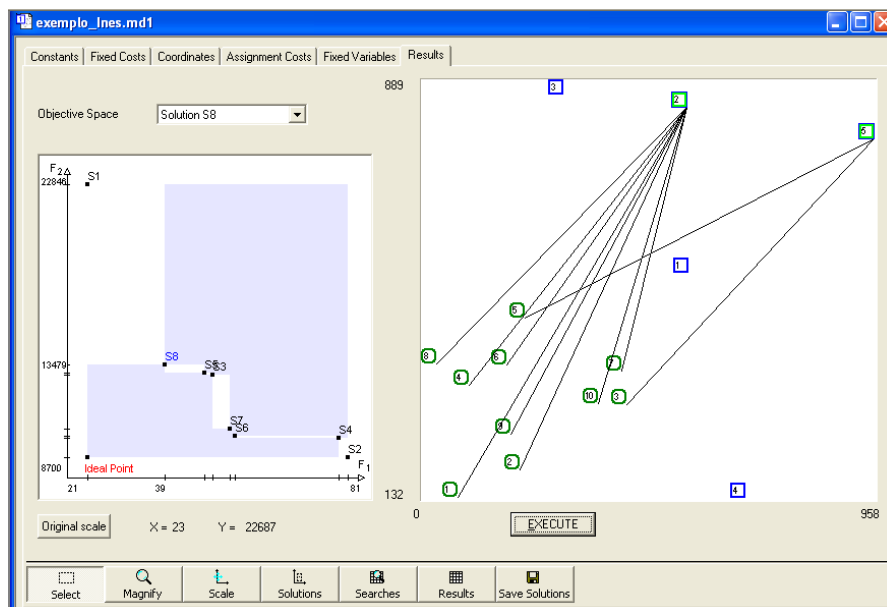 exemplo_Ines.md1
Constants Fixed Costs Coordinates Assignment Costs Fixed Variables Results
Objective Space Solution S8
F2
22846
S1
S8
13479
S5 S3
S7
S6
S4
S2
8700 Ideal Point
F1
21 39 81
Original scale X = 23 Y = 22687
889
3
2
5
1
5
8
6
7
4
10 3
9
2
1
4
132
0 958
EXECUTE
Select Magnify Scale Solutions Searches Results Save Solutions